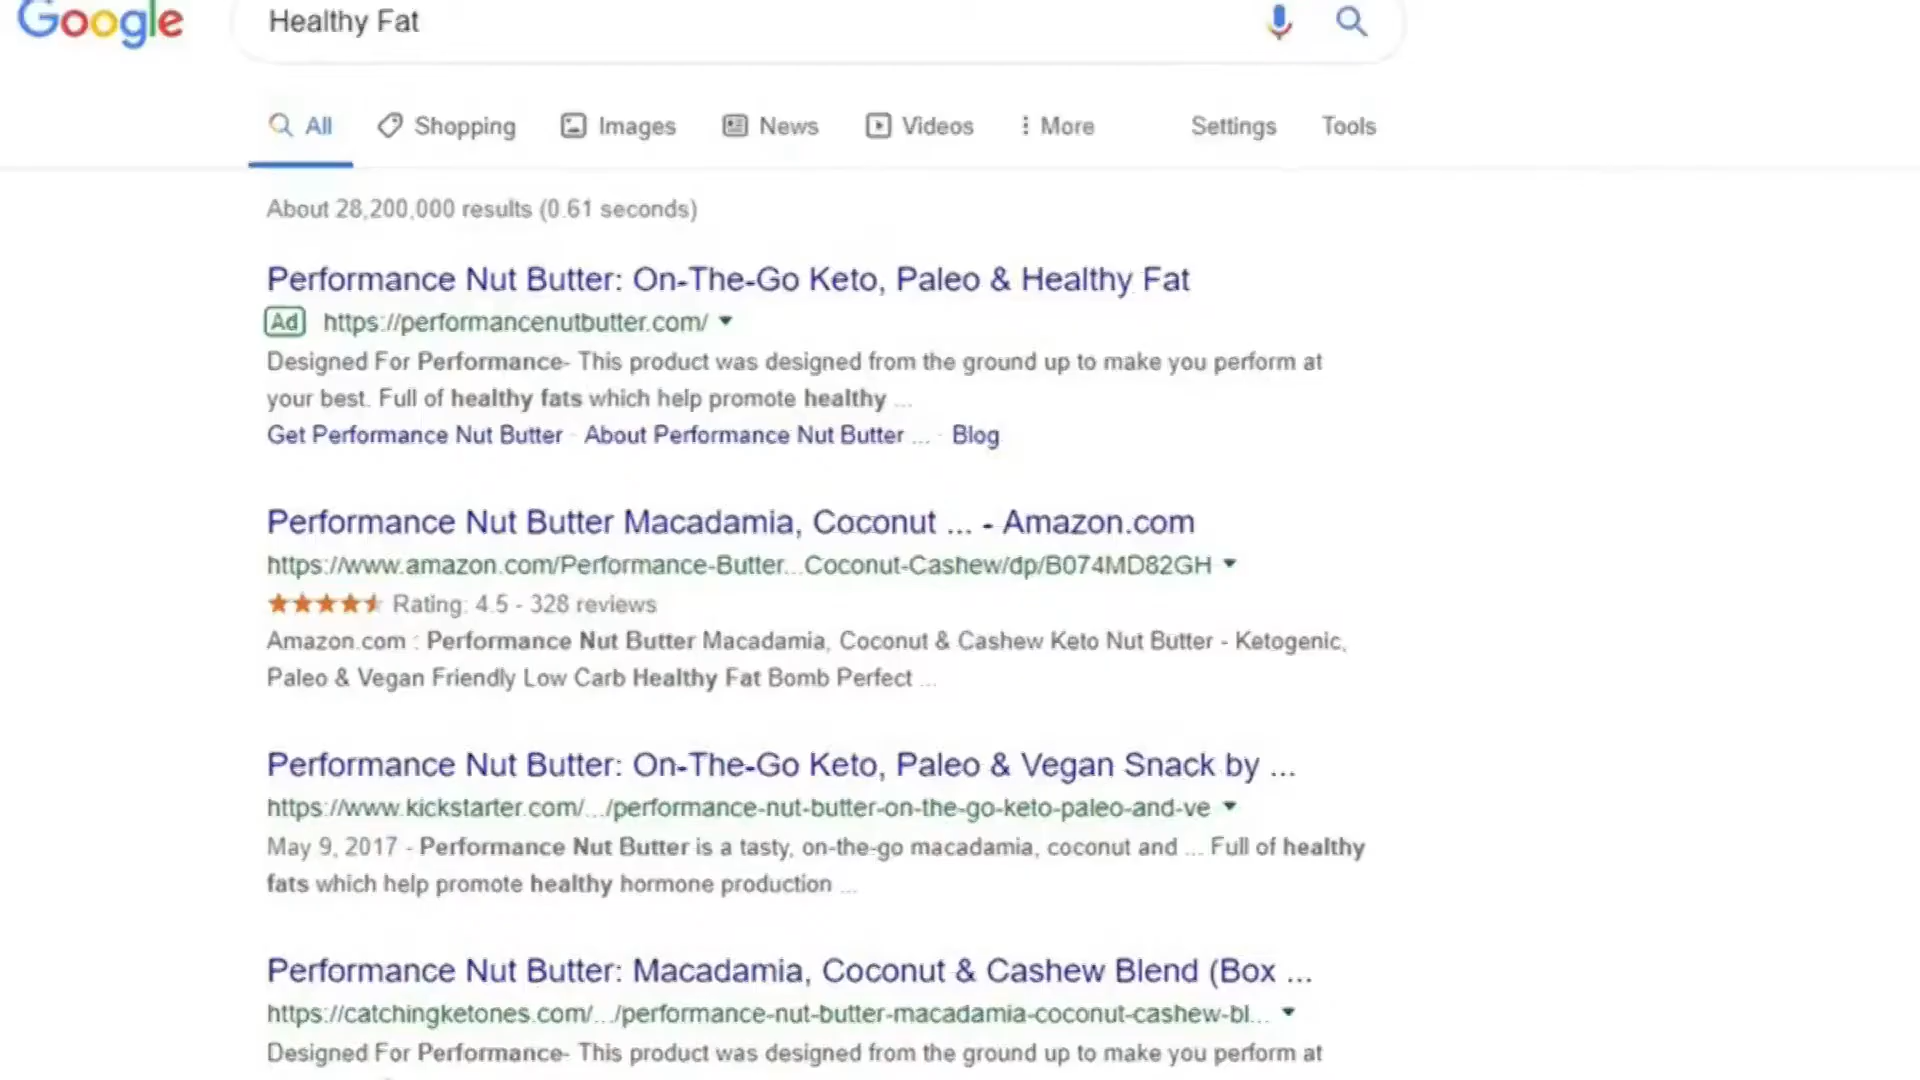 Google Healthy Fat
All Shopping Images News Videos More Settings Tools
About 28,200,000 results (0.61 seconds)
Performance Nut Butter: On-The-Go Keto, Paleo & Healthy Fat
Ad https://performancenutbutter.com/
Designed For Performance- This product was designed from the ground up to make you perform at
your best. Full of healthy fats which help promote healthy ...
Get Performance Nut Butter · About Performance Nut Butter ... · Blog
Performance Nut Butter Macadamia, Coconut ... - Amazon.com
https://www.amazon.com/Performance-Butter...Coconut-Cashew/dp/B074MD82GH
Rating: 4.5 - 328 reviews
Amazon.com : Performance Nut Butter Macadamia, Coconut & Cashew Keto Nut Butter - Ketogenic,
Paleo & Vegan Friendly Low Carb Healthy Fat Bomb Perfect ...
Performance Nut Butter: On-The-Go Keto, Paleo & Vegan Snack by ...
https://www.kickstarter.com/.../performance-nut-butter-on-the-go-keto-paleo-and-ve
May 9, 2017 - Performance Nut Butter is a tasty, on-the-go macadamia, coconut and ... Full of healthy
fats which help promote healthy hormone production ...
Performance Nut Butter: Macadamia, Coconut & Cashew Blend (Box ...
https://catchingketones.com/.../performance-nut-butter-macadamia-coconut-cashew-bl...
Designed For Performance- This product was designed from the ground up to make you perform at